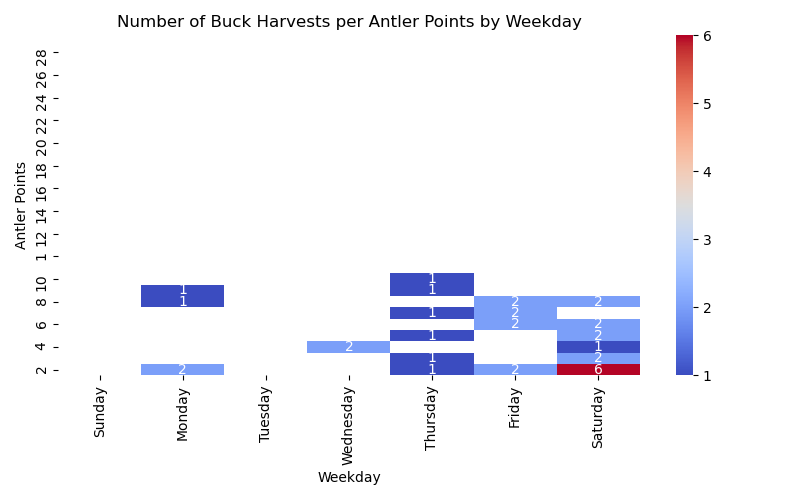 Number of Buck Harvests per Antler Points by Weekday
Antler Points
28
26
24
22
20
18
16
14
12
1
10
8
6
4
2
1
1 1
1 2 2
1 2
2 2
1 2
2 1
1 2
2 1 2 6
Sunday
Monday
Tuesday
Wednesday
Thursday
Friday
Saturday
Weekday
6
5
4
3
2
1